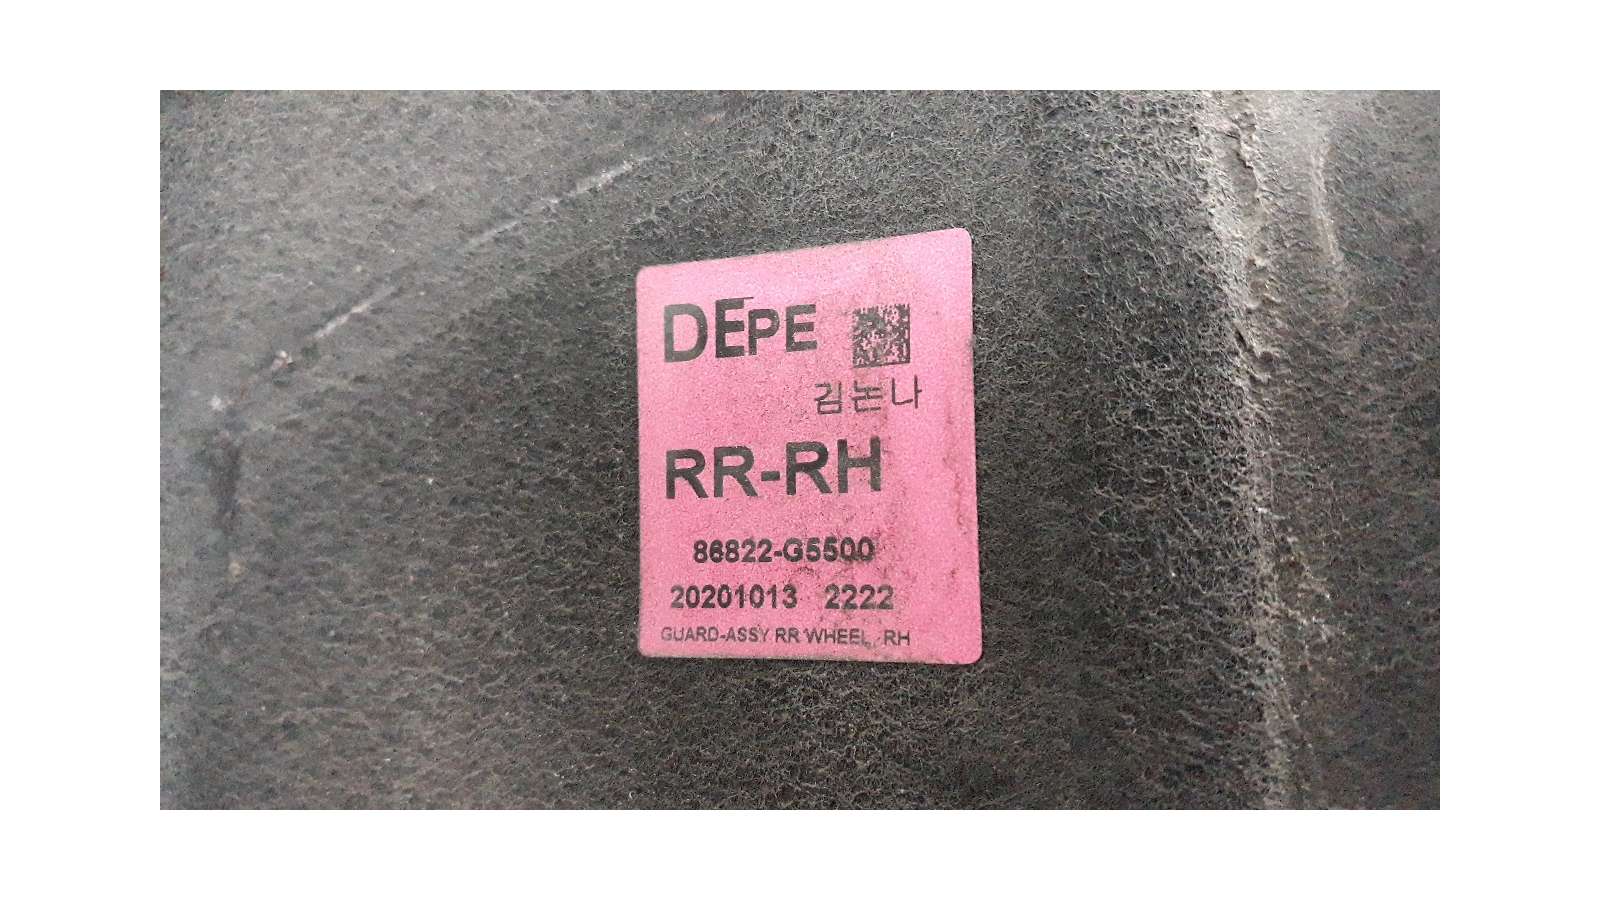 DEPE
김논나
RR-RH
86822-G5500
20201013 2222
GUARD-ASSY RR WHEEL, RH